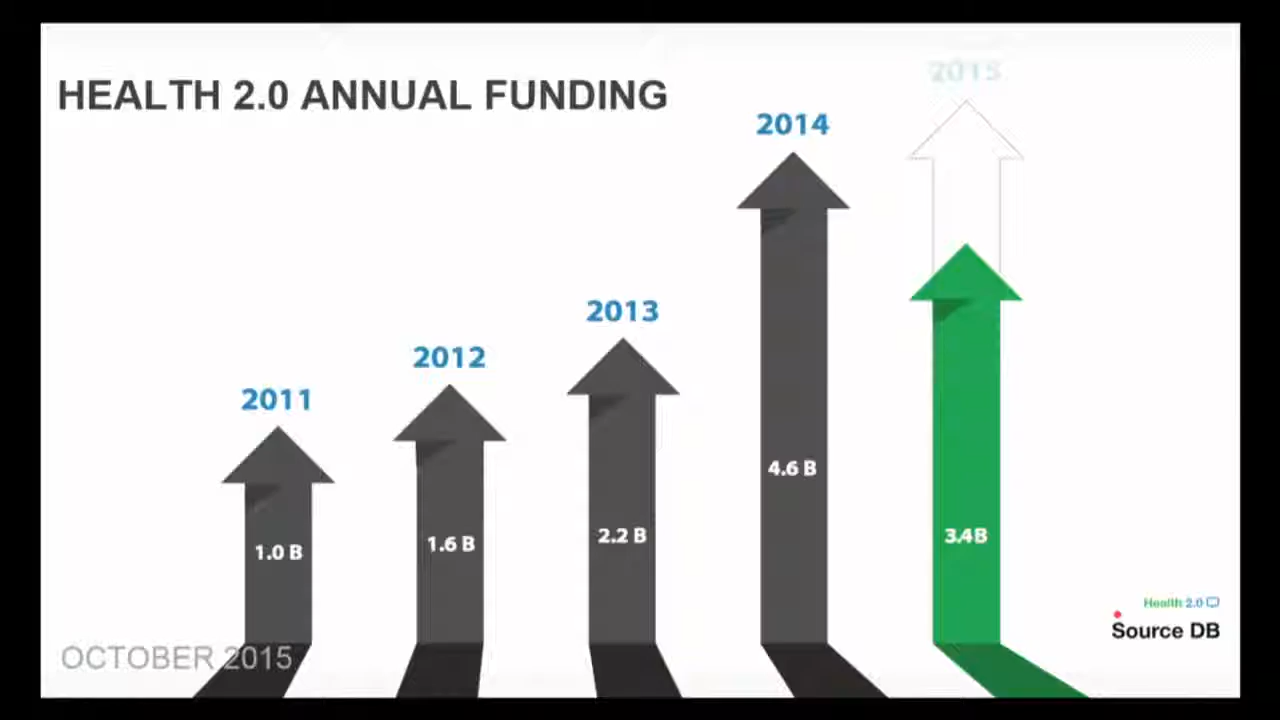 HEALTH 2.0 ANNUAL FUNDING
2015
2014
2013
2012
2011
4.6 B
2.2 B
3.4B
1.6 B
1.0 B
Health 2.0
Source DB
OCTOBER 2015